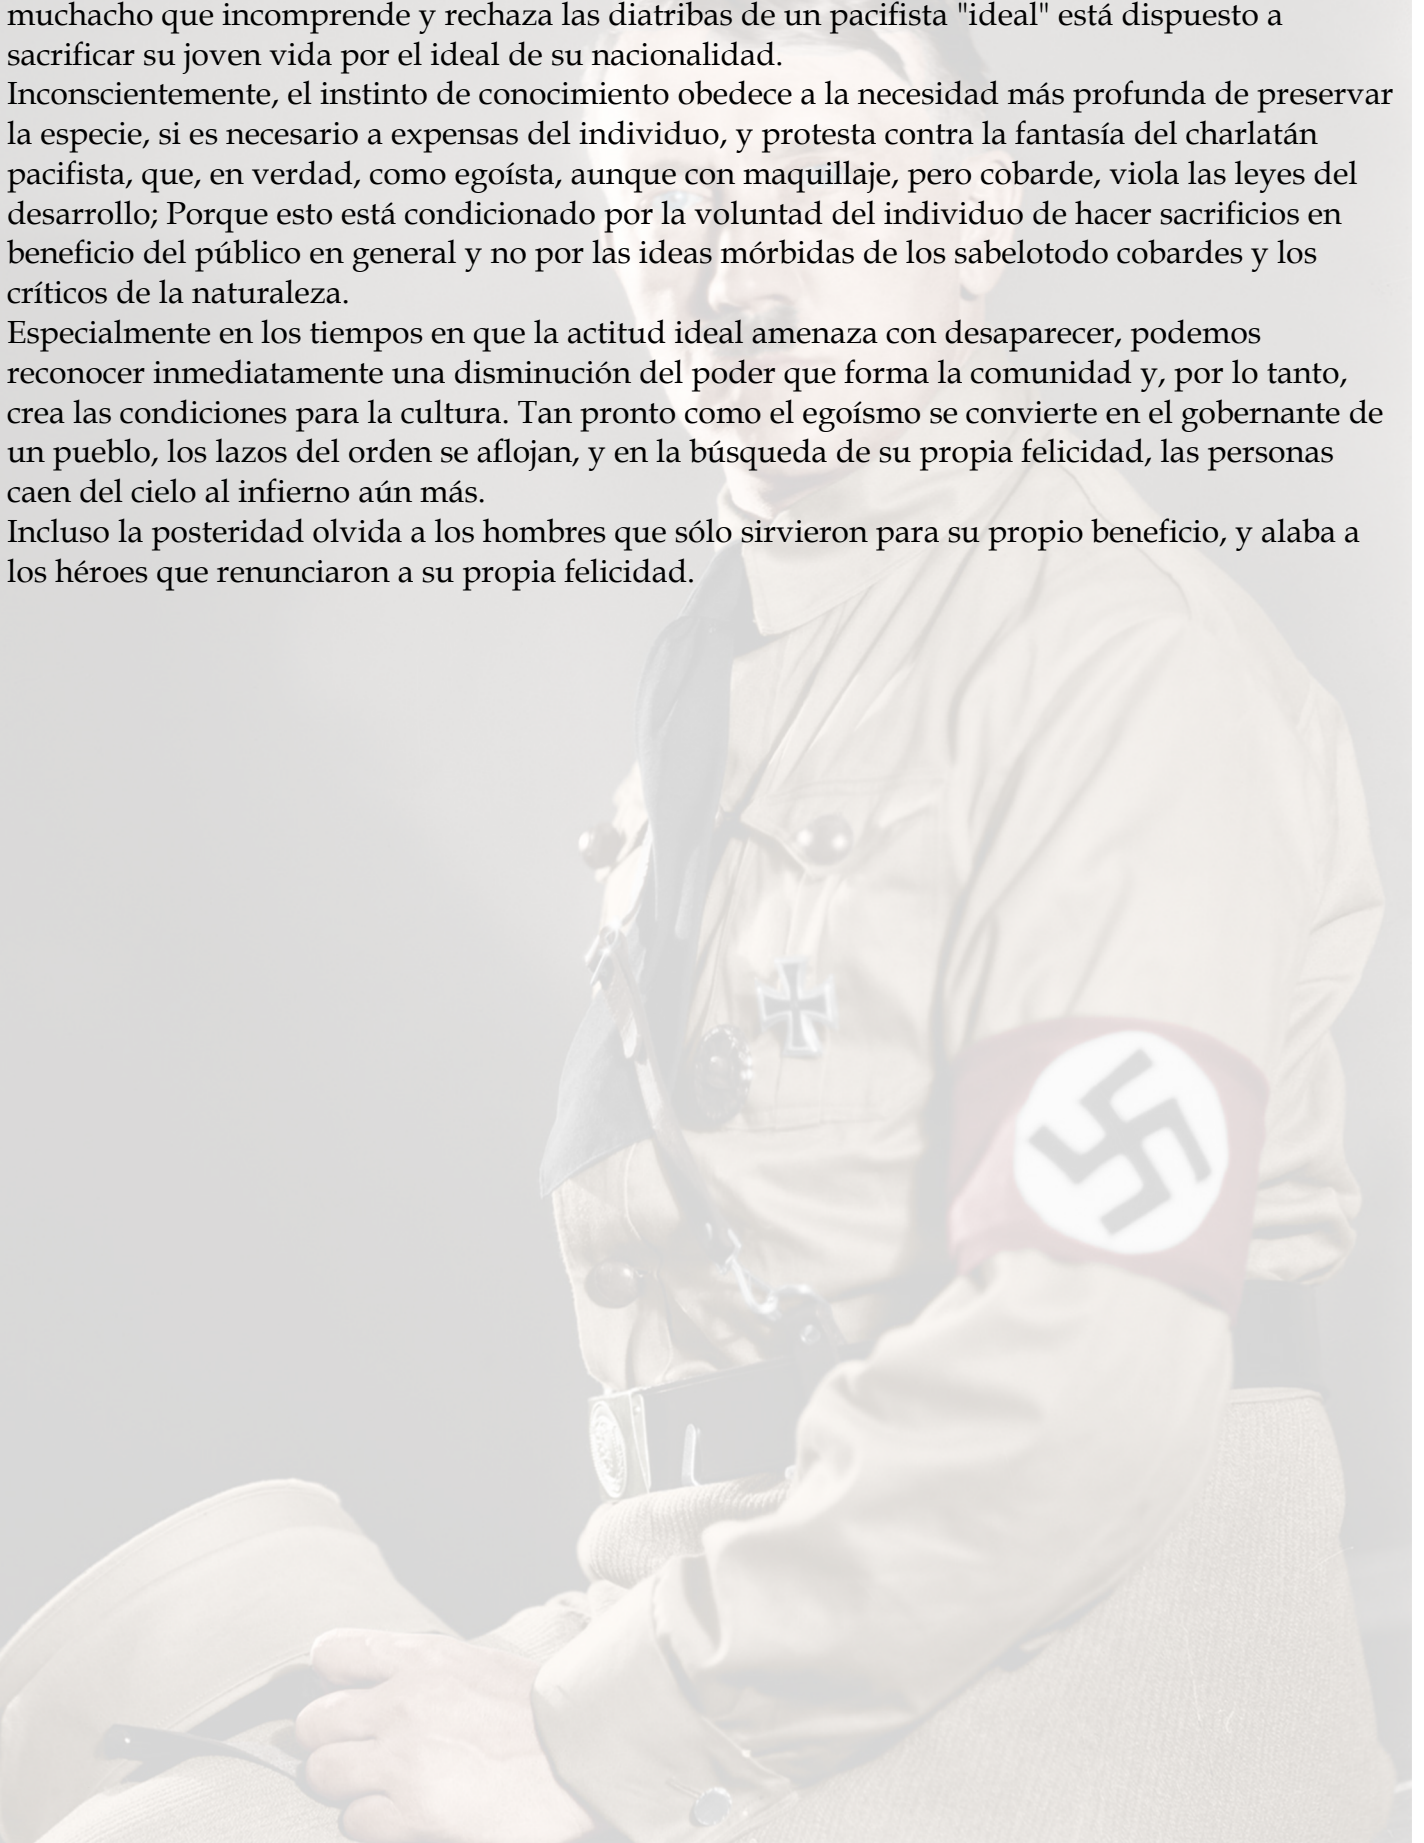 muchacho que incomprende y rechaza las diatribas de un pacifista "ideal" está dispuesto a
sacrificar su joven vida por el ideal de su nacionalidad.
Inconscientemente, el instinto de conocimiento obedece a la necesidad más profunda de preservar
la especie, si es necesario a expensas del individuo, y protesta contra la fantasía del charlatán
pacifista, que, en verdad, como egoísta, aunque con maquillaje, pero cobarde, viola las leyes del
desarrollo; Porque esto está condicionado por la voluntad del individuo de hacer sacrificios en
beneficio del público en general y no por las ideas mórbidas de los sabelotodo cobardes y los
críticos de la naturaleza.
Especialmente en los tiempos en que la actitud ideal amenaza con desaparecer, podemos
reconocer inmediatamente una disminución del poder que forma la comunidad y, por lo tanto,
crea las condiciones para la cultura. Tan pronto como el egoísmo se convierte en el gobernante de
un pueblo, los lazos del orden se aflojan, y en la búsqueda de su propia felicidad, las personas
caen del cielo al infierno aún más.
Incluso la posteridad olvida a los hombres que sólo sirvieron para su propio beneficio, y alaba a
los héroes que renunciaron a su propia felicidad.